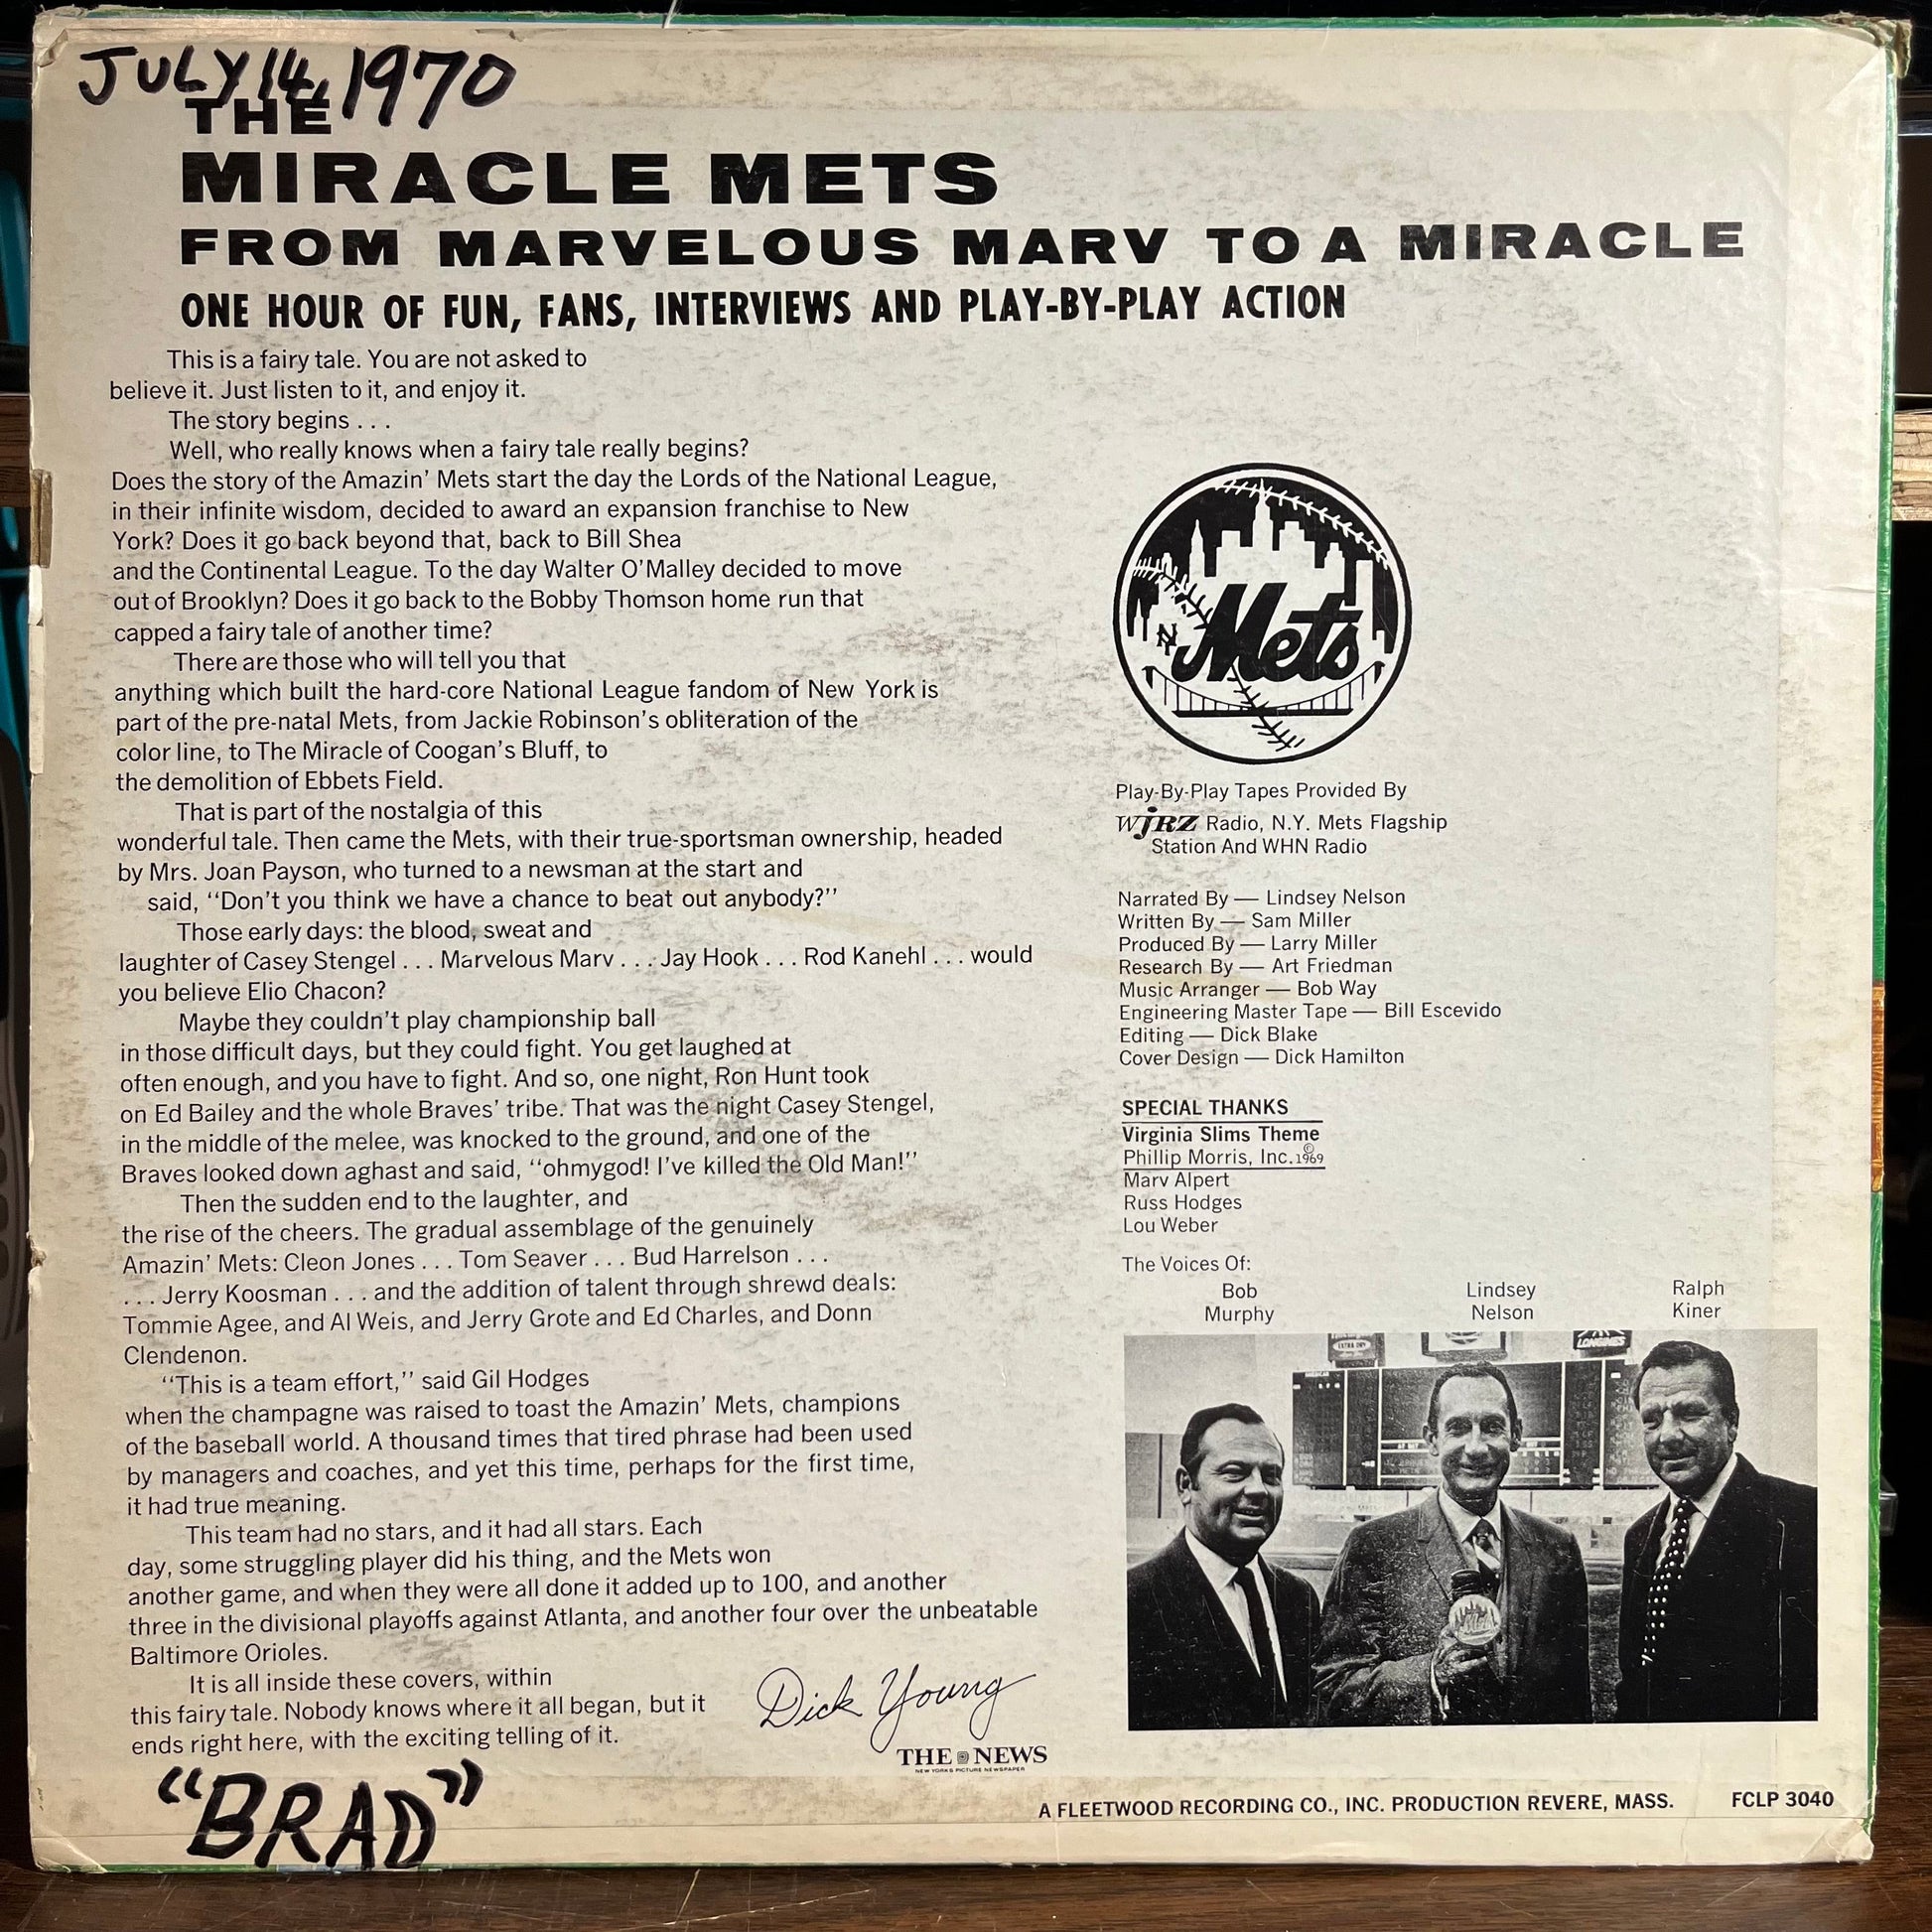 JULY 14, 1970
THE
MIRACLE METS
FROM MARVELOUS MARV TO A MIRACLE
ONE HOUR OF FUN, FANS, INTERVIEWS AND PLAY-BY-PLAY ACTION
This is a fairy tale. You are not asked to
believe it. Just listen to it, and enjoy it.
The story begins . . .
Well, who really knows when a fairy tale really begins?
Does the story of the Amazin' Mets start the day the Lords of the National League,
in their infinite wisdom, decided to award an expansion franchise to New
York? Does it go back beyond that, back to Bill Shea
and the Continental League. To the day Walter O'Malley decided to move
out of Brooklyn? Does it go back to the Bobby Thomson home run that
capped a fairy tale of another time?
There are those who will tell you that
anything which built the hard-core National League fandom of New York is
part of the pre-natal Mets, from Jackie Robinson's obliteration of the
color line, to The Miracle of Coogan's Bluff, to
the demolition of Ebbets Field.
That is part of the nostalgia of this
wonderful tale. Then came the Mets, with their true-sportsman ownership, headed
by Mrs. Joan Payson, who turned to a newsman at the start and
said, ''Don't you think we have a chance to beat out anybody?''
Those early days: the blood, sweat and
laughter of Casey Stengel . . . Marvelous Marv . . . Jay Hook . . . Rod Kanehl . . . would
you believe Elio Chacon?
Maybe they couldn't play championship ball
in those difficult days, but they could fight. You get laughed at
often enough, and you have to fight. And so, one night, Ron Hunt took
on Ed Bailey and the whole Braves' tribe. That was the night Casey Stengel,
in the middle of the melee, was knocked to the ground, and one of the
Braves looked down aghast and said, ''ohmygod! I've killed the Old Man!''
Then the sudden end to the laughter, and
the rise of the cheers. The gradual assemblage of the genuinely
Amazin' Mets: Cleon Jones . . . Tom Seaver . . . Bud Harrelson . . .
. . . Jerry Koosman . . . and the addition of talent through shrewd deals:
Tommie Agee, and Al Weis, and Jerry Grote and Ed Charles, and Donn
Clendenon.
''This is a team effort,'' said Gil Hodges
when the champagne was raised to toast the Amazin' Mets, champions
of the baseball world. A thousand times that tired phrase had been used
by managers and coaches, and yet this time, perhaps for the first time,
it had true meaning.
This team had no stars, and it had all stars. Each
day, some struggling player did his thing, and the Mets won
another game, and when they were all done it added up to 100, and another
three in the divisional playoffs against Atlanta, and another four over the unbeatable
Baltimore Orioles.
It is all inside these covers, within
this fairy tale. Nobody knows where it all began, but it
ends right here, with the exciting telling of it.
Dick Young
THE NEWS
NEW YORK'S PICTURE NEWSPAPER
"BRAD"
NY
Mets
Play-By-Play Tapes Provided By
WJRZ Radio, N.Y. Mets Flagship
Station And WHN Radio
Narrated By — Lindsey Nelson
Written By — Sam Miller
Produced By — Larry Miller
Research By — Art Friedman
Music Arranger — Bob Way
Engineering Master Tape — Bill Escevido
Editing — Dick Blake
Cover Design — Dick Hamilton
SPECIAL THANKS
Virginia Slims Theme
Phillip Morris, Inc. © 1969
Marv Alpert
Russ Hodges
Lou Weber
The Voices Of:
Bob Lindsey Ralph
Murphy Nelson Kiner
LONGINES
A FLEETWOOD RECORDING CO., INC. PRODUCTION REVERE, MASS. FCLP 3040